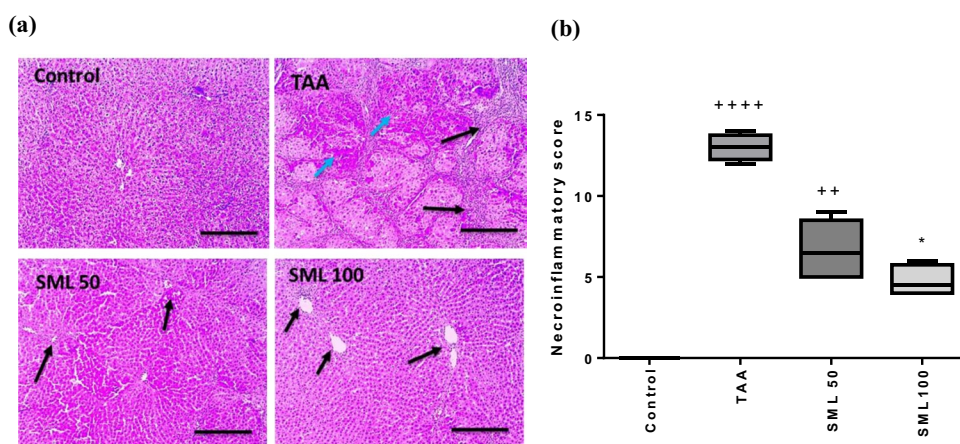 (a)
Control
TAA
SML 50
SML 100
(b)
Necroinflammatory score
15
10
5
0
++++
++
*
Control
TAA
SML 50
SML100